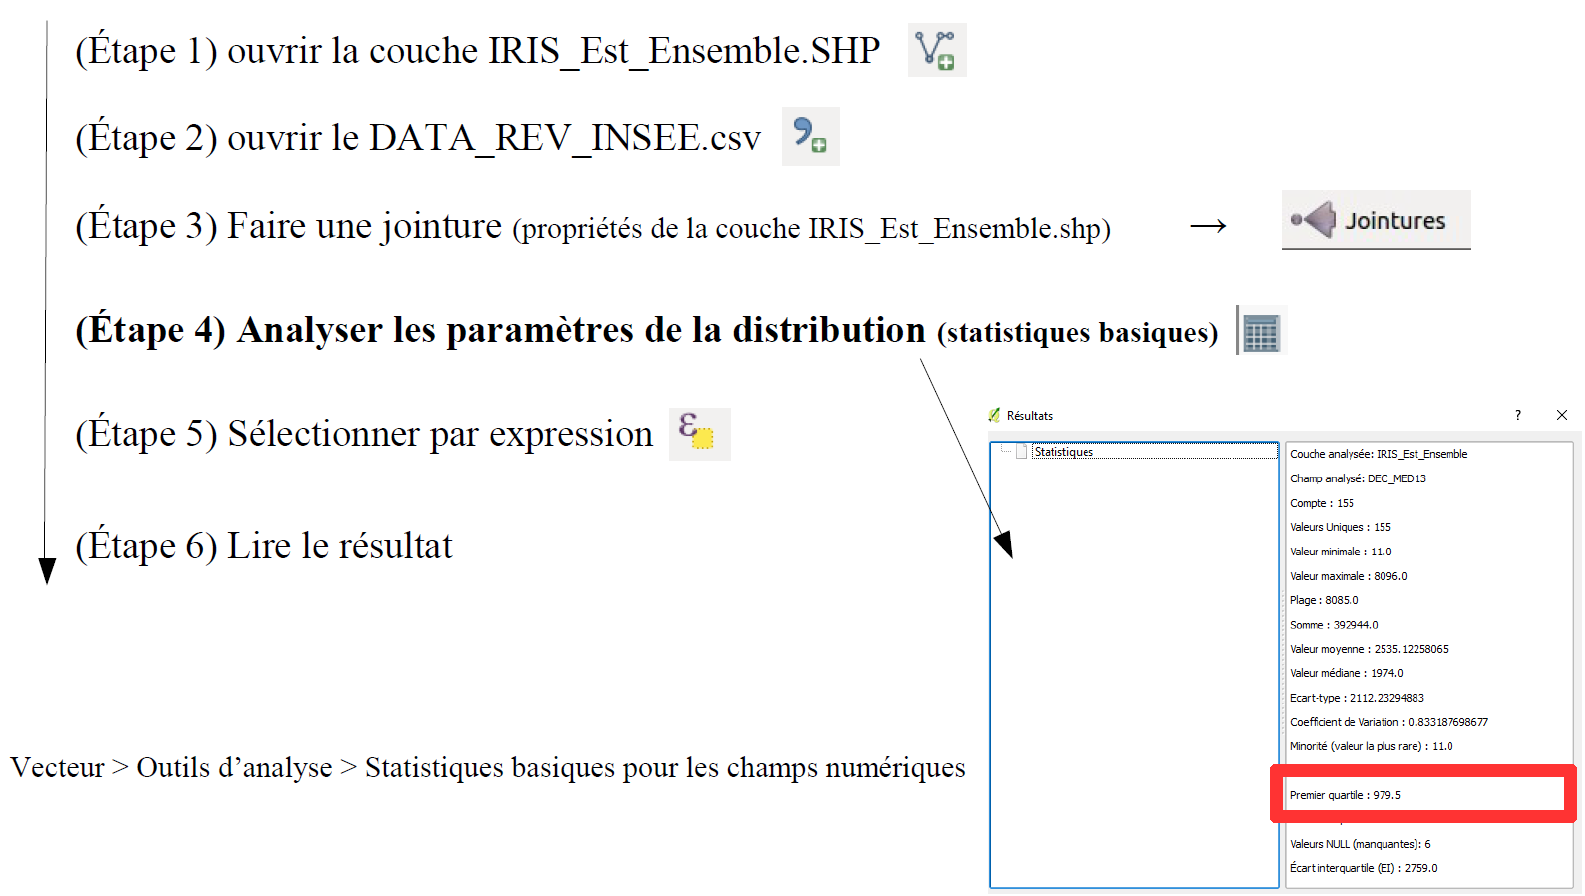 (Étape 1) ouvrir la couche IRIS_Est_Ensemble.SHP
(Étape 2) ouvrir le DATA_REV_INSEE.csv
(Étape 3) Faire une jointure (propriétés de la couche IRIS_Est_Ensemble.shp) → Jointures
(Étape 4) Analyser les paramètres de la distribution (statistiques basiques)
(Étape 5) Sélectionner par expression
(Étape 6) Lire le résultat
Vecteur > Outils d’analyse > Statistiques basiques pour les champs numériques
Résultats ? ×
Statistiques
Couche analysée: IRIS_Est_Ensemble
Champ analysé: DEC_MED13
Compte : 155
Valeurs Uniques : 155
Valeur minimale : 11.0
Valeur maximale : 8096.0
Plage : 8085.0
Somme : 392944.0
Valeur moyenne : 2535.12258065
Valeur médiane : 1974.0
Ecart-type : 2112.23294883
Coefficient de Variation : 0.833187698677
Minorité (valeur la plus rare) : 11.0
Premier quartile : 979.5
Valeurs NULL (manquantes): 6
Écart interquartile (EI) : 2759.0